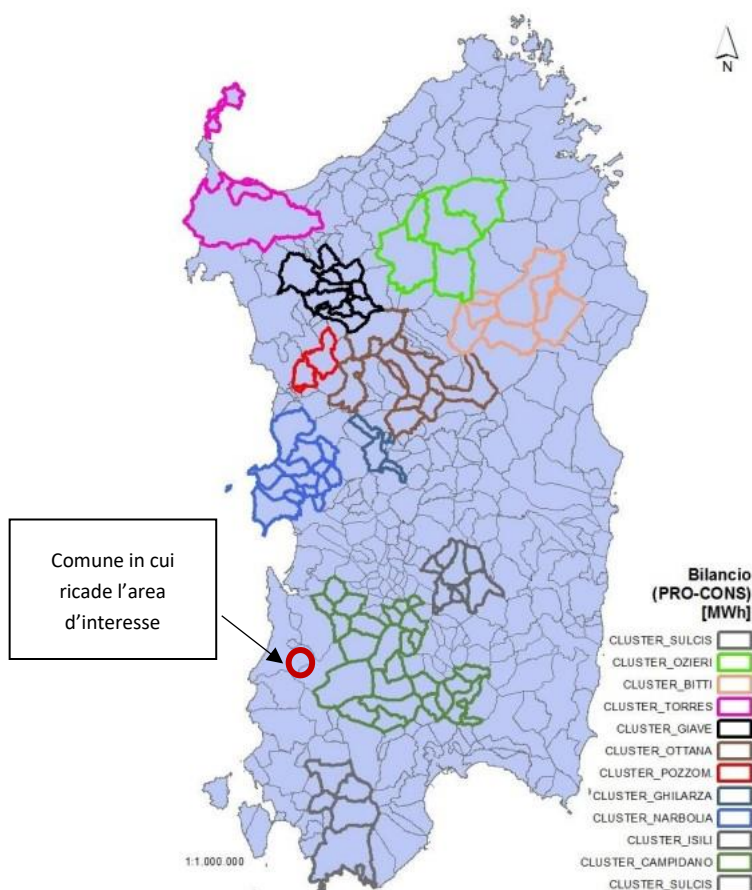 N
Comune in cui
ricade l’area
d’interesse
Bilancio
(PRO-CONS)
[MWh]
CLUSTER_SULCIS
CLUSTER_OZIERI
CLUSTER_BITTI
CLUSTER_TORRES
CLUSTER_GIAVE
CLUSTER_OTTANA
CLUSTER_POZZOM.
CLUSTER_GHILARZA
CLUSTER_NARBOLIA
CLUSTER_ISILI
CLUSTER_CAMPIDANO
CLUSTER_SULCIS
1:1.000.000